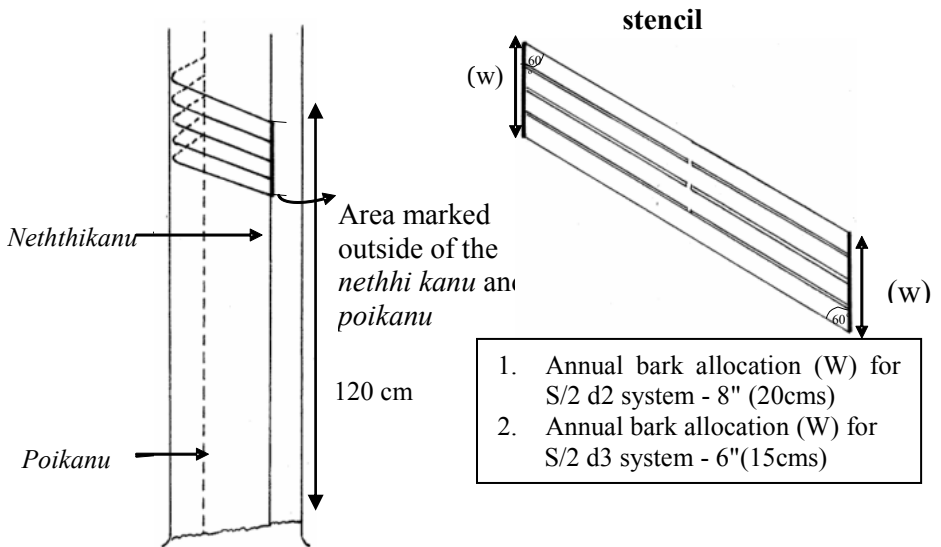 stencil
(w)
60
Neththikanu
Area marked
outside of the
nethhi kanu and
poikanu
(w)
60
120 cm
Poikanu
1. Annual bark allocation (W) for
S/2 d2 system - 8" (20cms)
2. Annual bark allocation (W) for
S/2 d3 system - 6"(15cms)